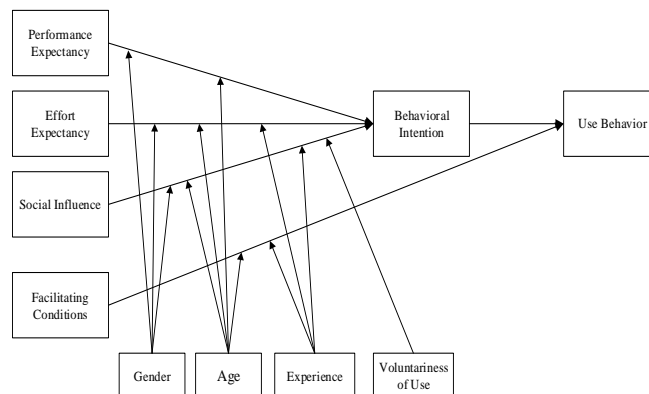 Performance
Expectancy
Effort
Expectancy
Behavioral
Intention
Use Behavior
Social Influence
Facilitating
Conditions
Gender
Age
Experience
Voluntariness
of Use